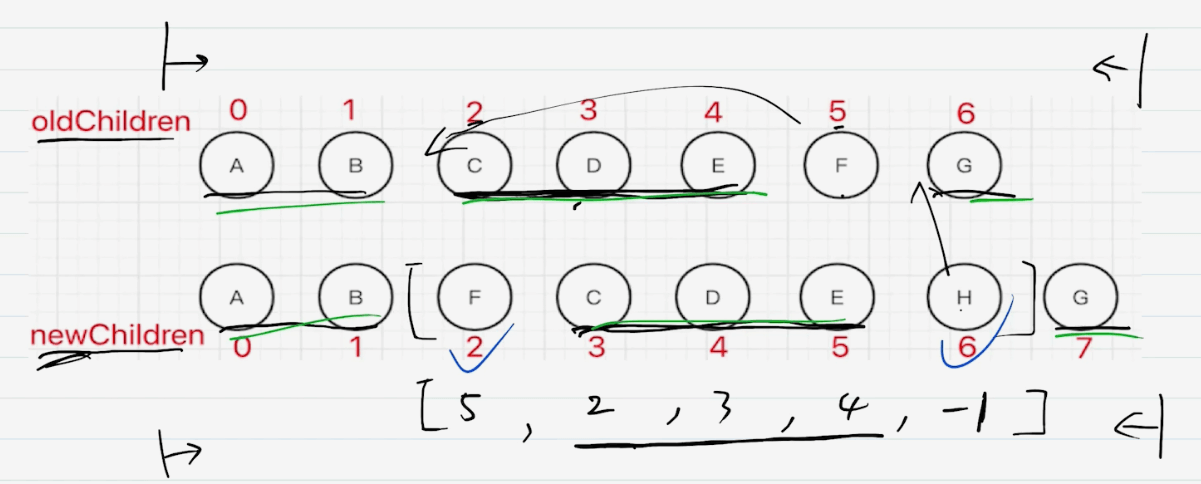 0 1 2 3 4 5 6
oldChildren A B C D E F G
A B [ F C D E H ] G
newChildren
0 1 2 3 4 5 6 7
[ 5 , 2 , 3 , 4 , -1 ]